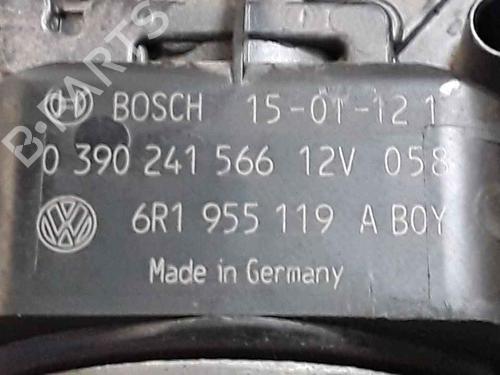 BOSCH 15-01-12 1
0 390 241 566 12V 058
6R1 955 119 A BOY
Made in Germany
B-PARTS